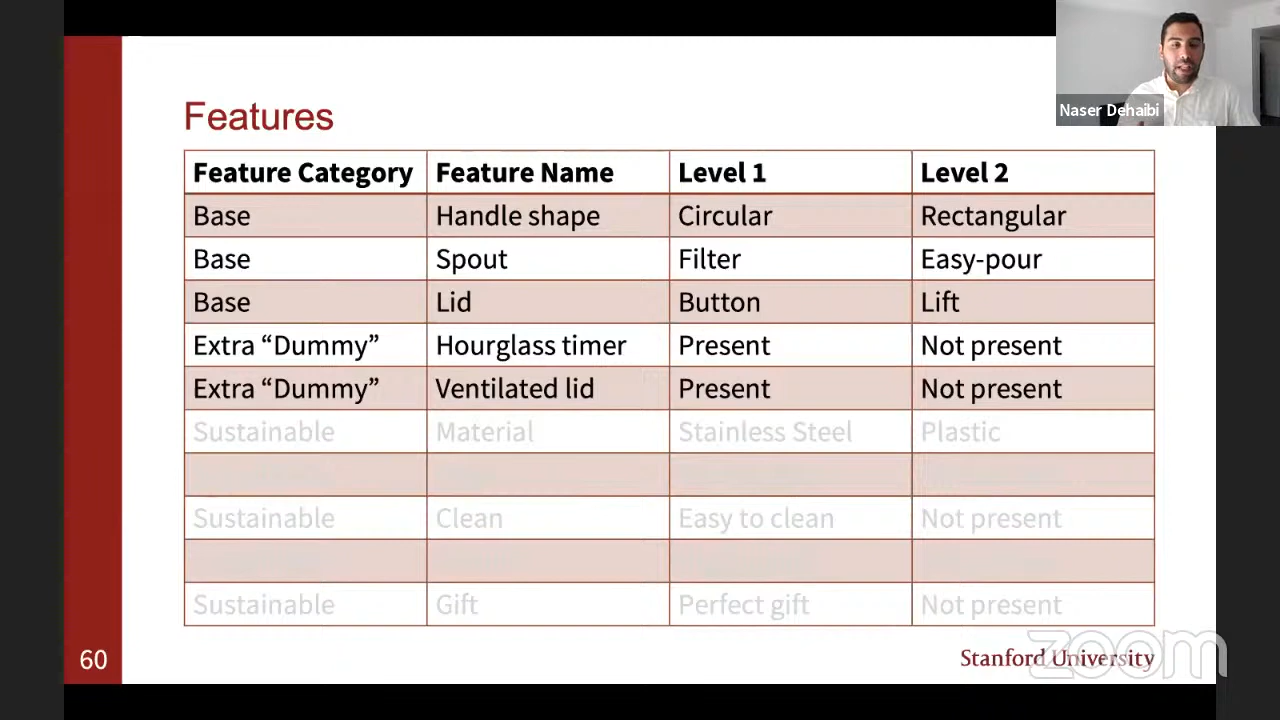 Naser Dehaibi
Features
Feature Category Feature Name Level 1 Level 2
Base Handle shape Circular Rectangular
Base Spout Filter Easy-pour
Base Lid Button Lift
Extra “Dummy” Hourglass timer Present Not present
Extra “Dummy” Ventilated lid Present Not present
Sustainable Material Stainless Steel Plastic
Sustainable Clean Easy to clean Not present
Sustainable Gift Perfect gift Not present
60
Stanford University
zoom